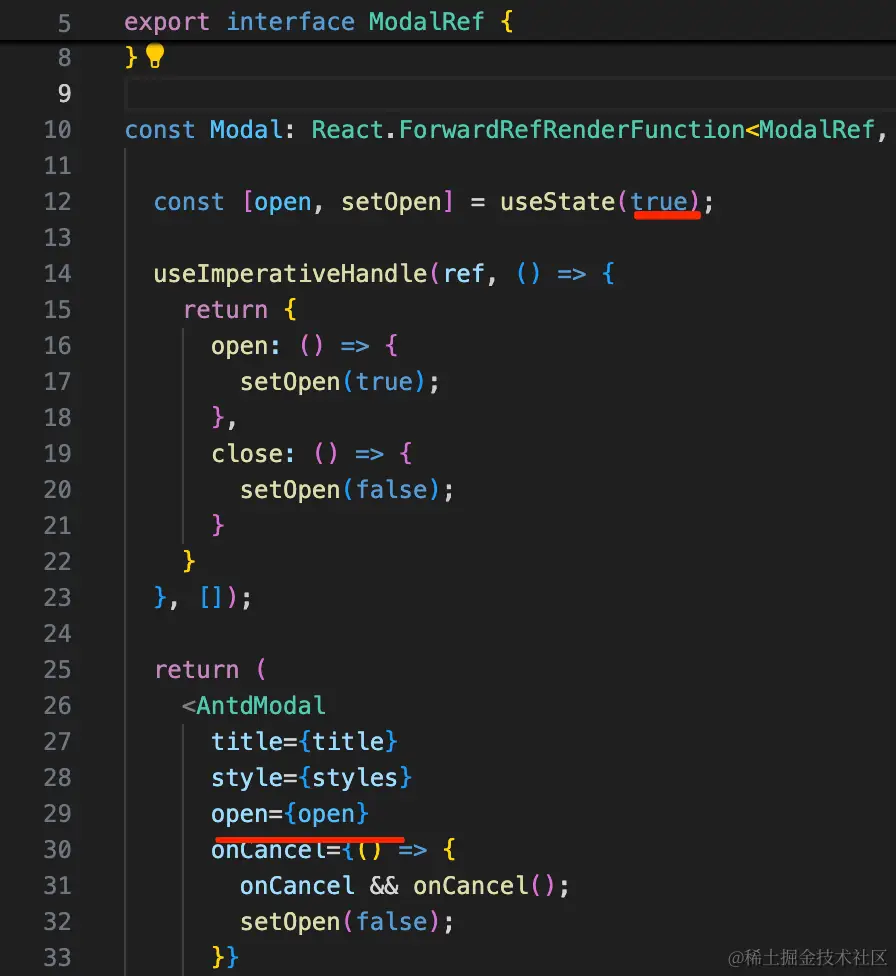 5 export interface ModalRef {
8 }
9
10 const Modal: React.ForwardRefRenderFunction<ModalRef,
11
12   const [open, setOpen] = useState(true);
13
14   useImperativeHandle(ref, () => {
15     return {
16       open: () => {
17         setOpen(true);
18       },
19       close: () => {
20         setOpen(false);
21       }
22     }
23   }, []);
24
25   return (
26     <AntdModal
27       title={title}
28       style={styles}
29       open={open}
30       onCancel={() => {
31         onCancel && onCancel();
32         setOpen(false);
33       }}
@稀土掘金技术社区